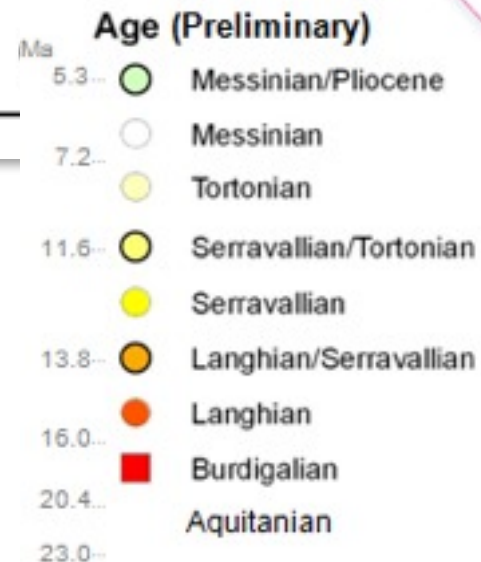 Age (Preliminary)
Ma
5.3... Messinian/Pliocene
Messinian
7.2...
Tortonian
11.6... Serravallian/Tortonian
Serravallian
13.8... Langhian/Serravallian
Langhian
16.0...
Burdigalian
20.4...
Aquitanian
23.0...